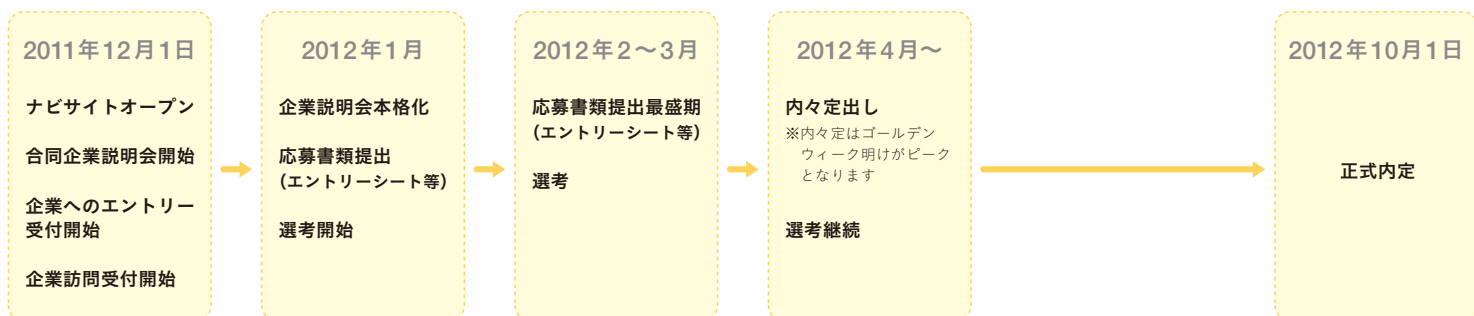 2011年12月1日
ナビサイトオープン
合同企業説明会開始
企業へのエントリー
受付開始
企業訪問受付開始
2012年1月
企業説明会本格化
応募書類提出
(エントリーシート等)
選考開始
2012年2〜3月
応募書類提出最盛期
(エントリーシート等)
選考
2012年4月〜
内々定出し
※内々定はゴールデン
ウィーク明けがピーク
となります
選考継続
2012年10月1日
正式内定